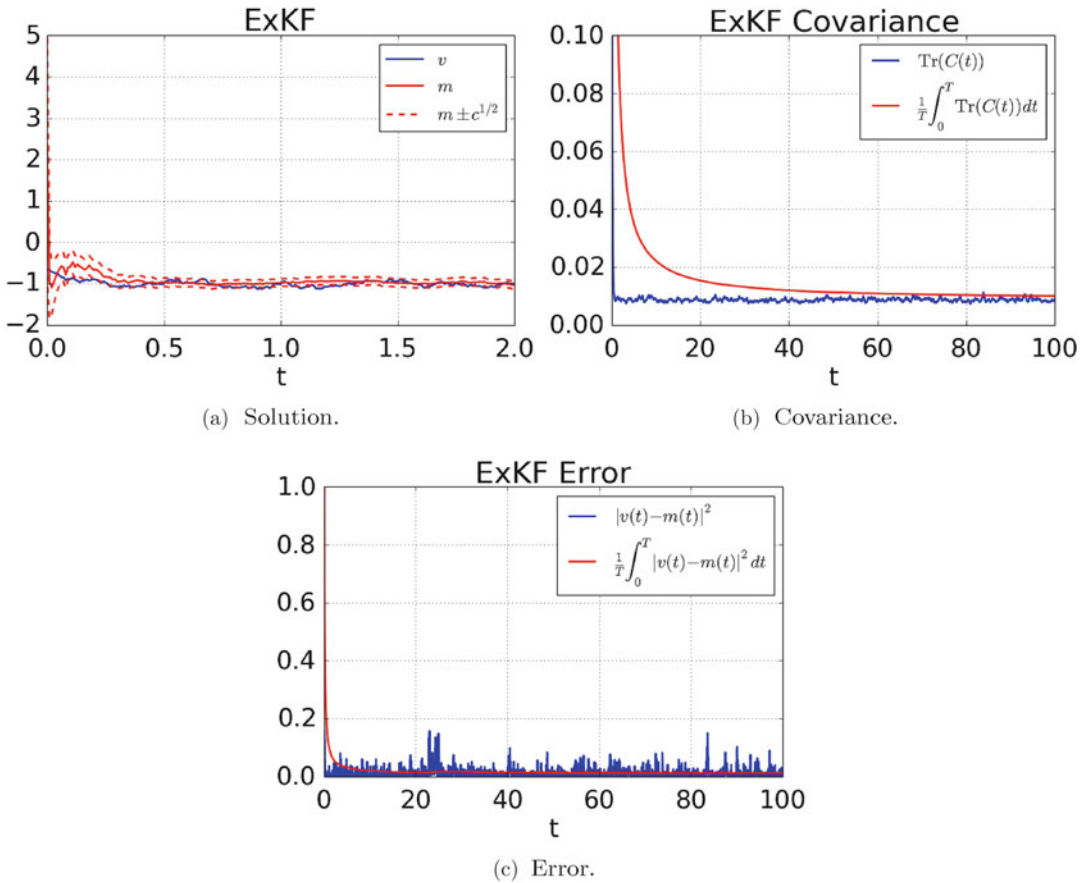 ExKF
5
4
3
2
1
0
−1
−2
0.0 0.5 1.0 1.5 2.0
t
v
m
m ± c^{1/2}
(a) Solution.
ExKF Covariance
0.10
0.08
0.06
0.04
0.02
0.00
0 20 40 60 80 100
t
Tr(C(t))
\frac{1}{T}\int_0^T Tr(C(t))dt
(b) Covariance.
ExKF Error
1.0
0.8
0.6
0.4
0.2
0.0
0 20 40 60 80 100
t
|v(t)−m(t)|^2
\frac{1}{T}\int_0^T |v(t)−m(t)|^2 dt
(c) Error.